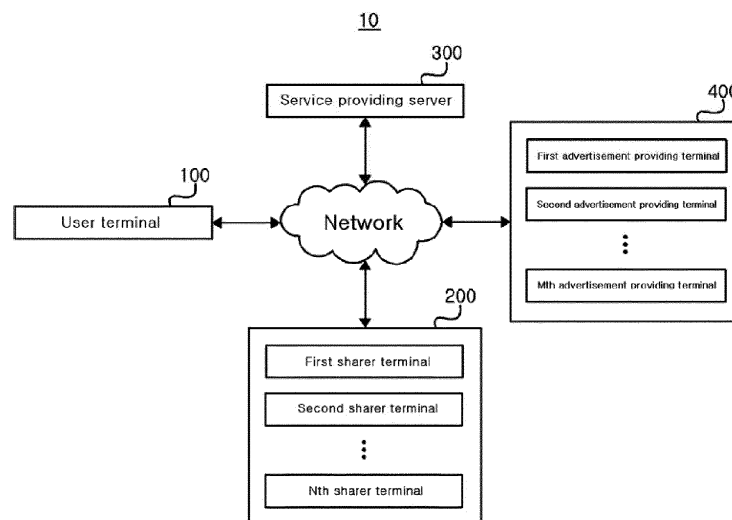 10
300
Service providing server
400
First advertisement providing terminal
100
Second advertisement providing terminal
User terminal
Network
Mth advertisement providing terminal
200
First sharer terminal
Second sharer terminal
Nth sharer terminal